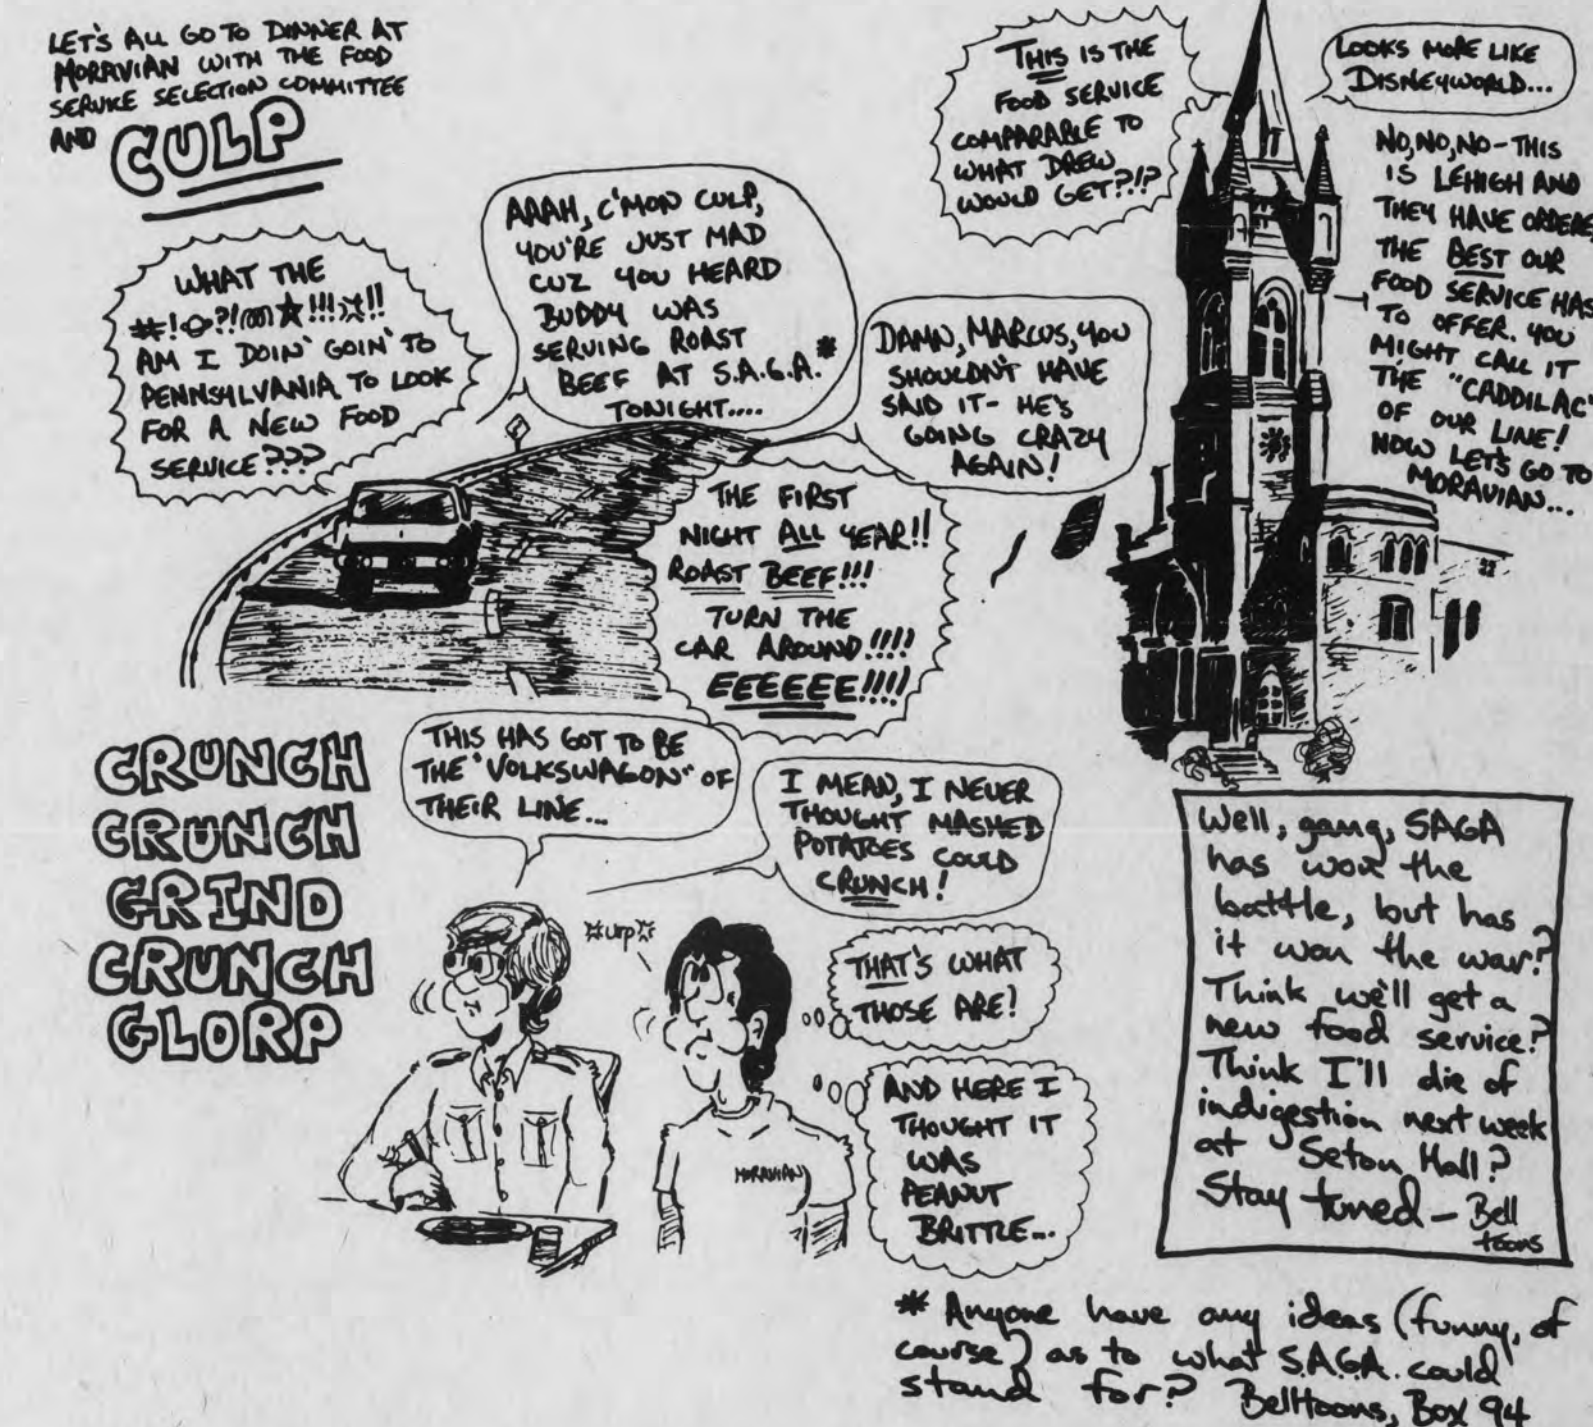 LET'S ALL GO TO DINNER AT
MORAVIAN WITH THE FOOD
SERVICE SELECTION COMMITTEE
AND CULP
WHAT THE
#!?!★!!!!!
AM I DOIN' GOIN' TO
PENNSYLVANIA TO LOOK
FOR A NEW FOOD
SERVICE???
AAAH, C'MON CULP,
YOU'RE JUST MAD
CUZ YOU HEARD
BUDDY WAS
SERVING ROAST
BEEF AT S.A.G.A.*
TONIGHT....
DAMN, MARCUS, YOU
SHOULDN'T HAVE
SAID IT- HE'S
GOING CRAZY
AGAIN!
THE FIRST
NIGHT ALL YEAR!!
ROAST BEEF!!!
TURN THE
CAR AROUND!!!!
EEEEEE!!!!
THIS IS THE
FOOD SERVICE
COMPARABLE TO
WHAT DREW
WOULD GET?!?
LOOKS MORE LIKE
DISNEYWORLD...
NO, NO, NO - THIS
IS LEHIGH AND
THEY HAVE ORDERE
THE BEST OUR
FOOD SERVICE HAS
TO OFFER. YOU
MIGHT CALL IT
THE "CADDILAC"
OF OUR LINE!
NOW LET'S GO TO
MORAVIAN...
CRUNCH
CRUNCH
GRIND
CRUNCH
GLORP
THIS HAS GOT TO BE
THE "VOLKSWAGON" OF
THEIR LINE...
I MEAN, I NEVER
THOUGHT MASHED
POTATOES COULD
CRUNCH!
urp
THAT'S WHAT
THOSE ARE?
AND HERE I
THOUGHT IT
WAS
PEANUT
BRITTLE...
MORAVIAN
Well, gang, SAGA
has won the
battle, but has
it won the war?
Think we'll get a
new food service?
Think I'll die of
indigestion next week
at Seton Hall?
Stay tuned - Bell
toons
* Anyone have any ideas (funny, of
course) as to what S.A.G.A. could
stand for? Belltoons, Box 94